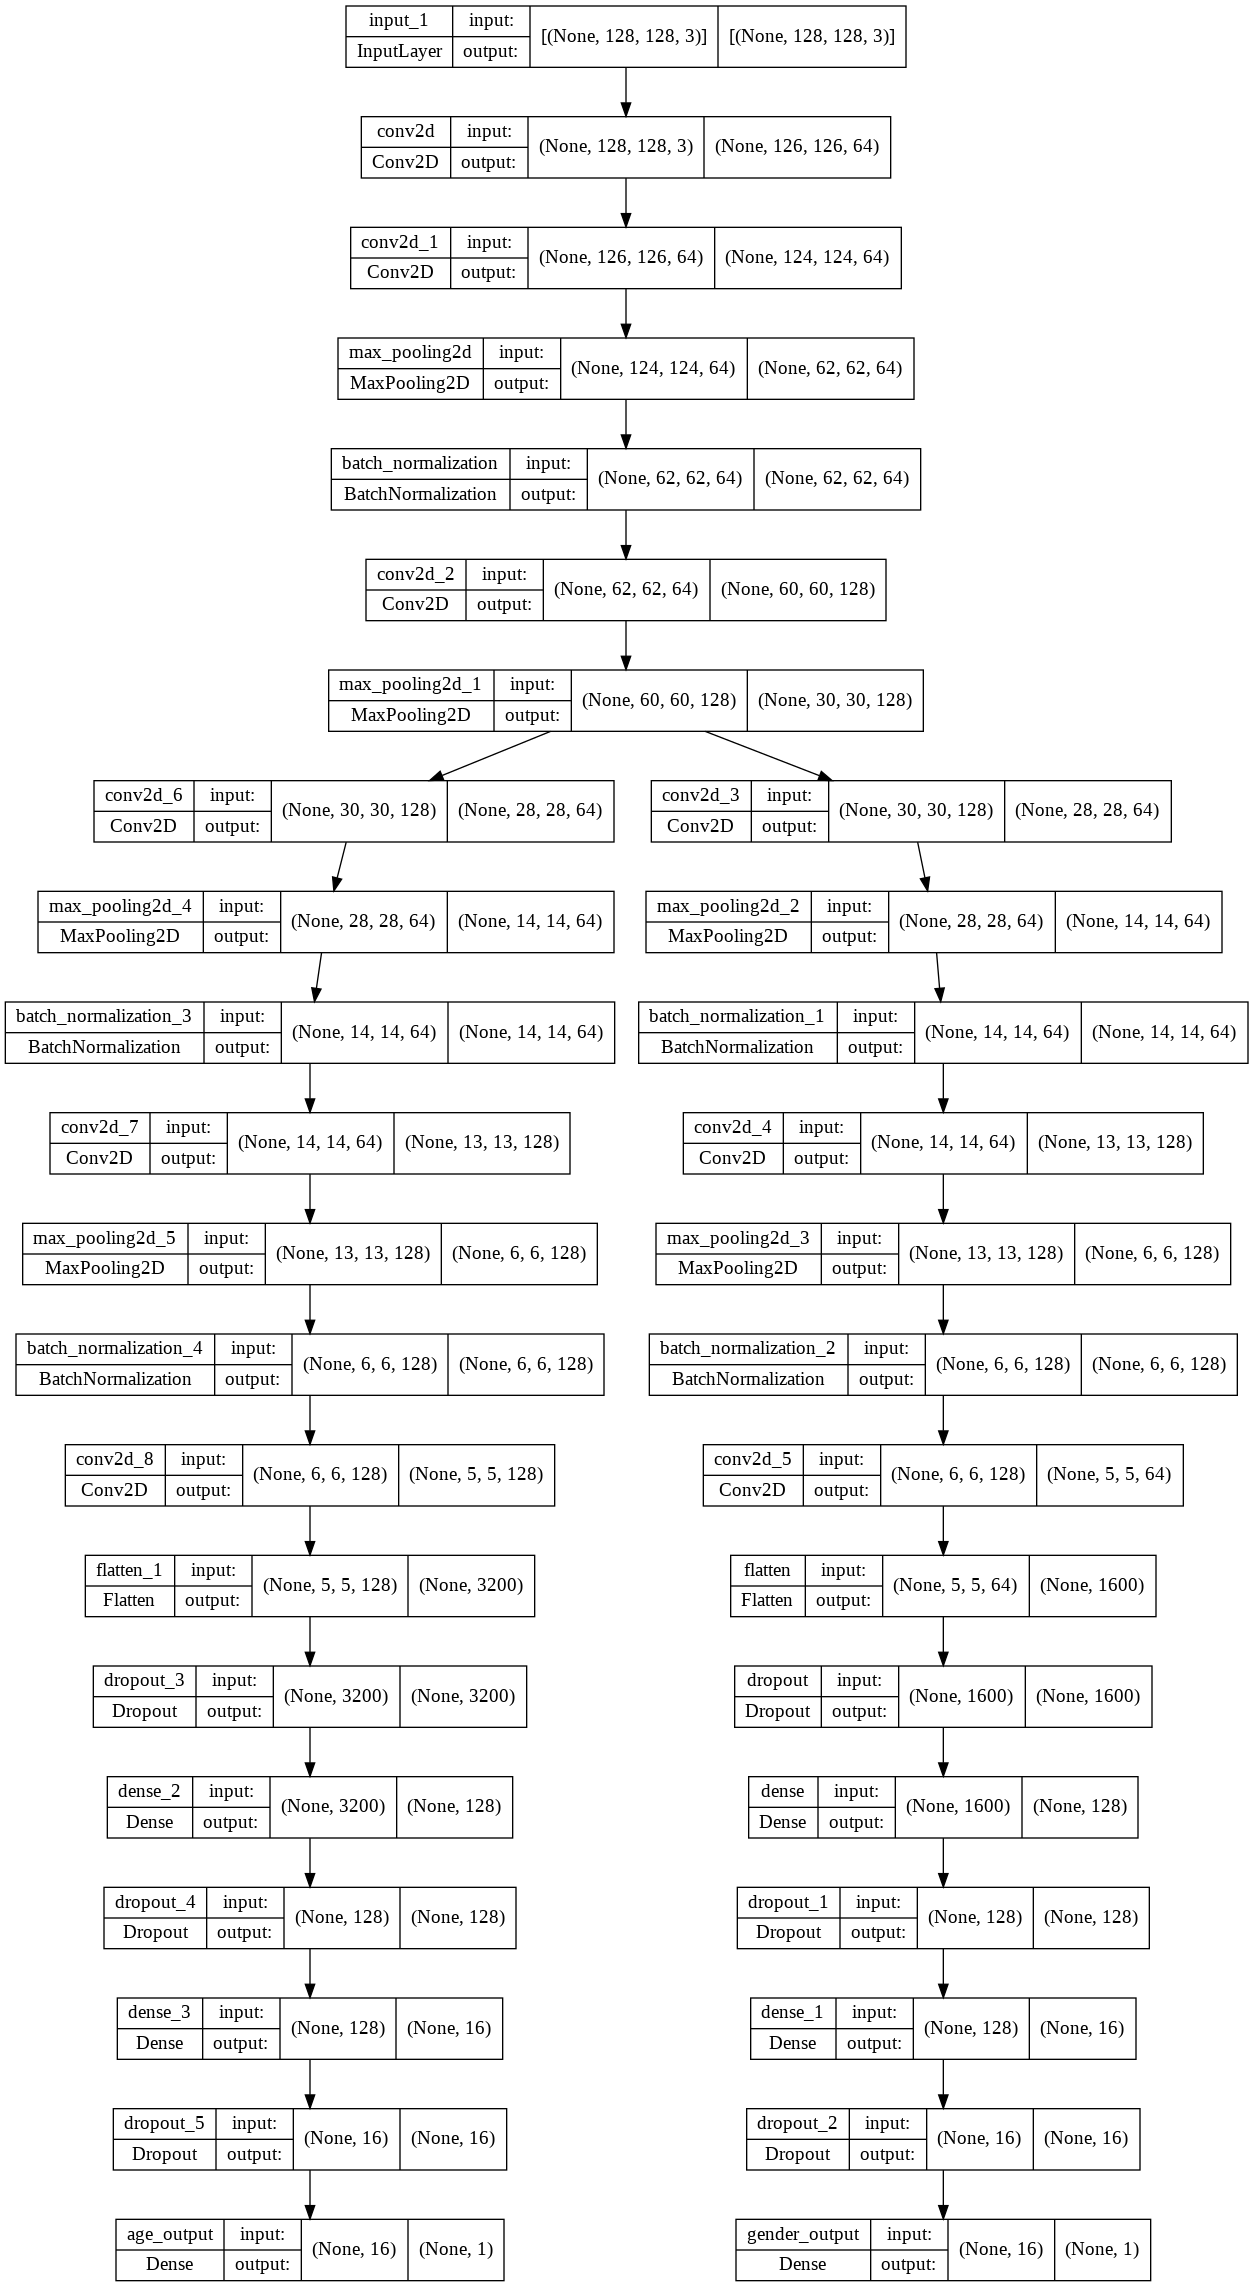 input_1 input: [(None, 128, 128, 3)] [(None, 128, 128, 3)]
InputLayer output:
conv2d input: (None, 128, 128, 3) (None, 126, 126, 64)
Conv2D output:
conv2d_1 input: (None, 126, 126, 64) (None, 124, 124, 64)
Conv2D output:
max_pooling2d input: (None, 124, 124, 64) (None, 62, 62, 64)
MaxPooling2D output:
batch_normalization input: (None, 62, 62, 64) (None, 62, 62, 64)
BatchNormalization output:
conv2d_2 input: (None, 62, 62, 64) (None, 60, 60, 128)
Conv2D output:
max_pooling2d_1 input: (None, 60, 60, 128) (None, 30, 30, 128)
MaxPooling2D output:
conv2d_6 input: (None, 30, 30, 128) (None, 28, 28, 64)
Conv2D output:
conv2d_3 input: (None, 30, 30, 128) (None, 28, 28, 64)
Conv2D output:
max_pooling2d_4 input: (None, 28, 28, 64) (None, 14, 14, 64)
MaxPooling2D output:
max_pooling2d_2 input: (None, 28, 28, 64) (None, 14, 14, 64)
MaxPooling2D output:
batch_normalization_3 input: (None, 14, 14, 64) (None, 14, 14, 64)
BatchNormalization output:
batch_normalization_1 input: (None, 14, 14, 64) (None, 14, 14, 64)
BatchNormalization output:
conv2d_7 input: (None, 14, 14, 64) (None, 13, 13, 128)
Conv2D output:
conv2d_4 input: (None, 14, 14, 64) (None, 13, 13, 128)
Conv2D output:
max_pooling2d_5 input: (None, 13, 13, 128) (None, 6, 6, 128)
MaxPooling2D output:
max_pooling2d_3 input: (None, 13, 13, 128) (None, 6, 6, 128)
MaxPooling2D output:
batch_normalization_4 input: (None, 6, 6, 128) (None, 6, 6, 128)
BatchNormalization output:
batch_normalization_2 input: (None, 6, 6, 128) (None, 6, 6, 128)
BatchNormalization output:
conv2d_8 input: (None, 6, 6, 128) (None, 5, 5, 128)
Conv2D output:
conv2d_5 input: (None, 6, 6, 128) (None, 5, 5, 64)
Conv2D output:
flatten_1 input: (None, 5, 5, 128) (None, 3200)
Flatten output:
flatten input: (None, 5, 5, 64) (None, 1600)
Flatten output:
dropout_3 input: (None, 3200) (None, 3200)
Dropout output:
dropout input: (None, 1600) (None, 1600)
Dropout output:
dense_2 input: (None, 3200) (None, 128)
Dense output:
dense input: (None, 1600) (None, 128)
Dense output:
dropout_4 input: (None, 128) (None, 128)
Dropout output:
dropout_1 input: (None, 128) (None, 128)
Dropout output:
dense_3 input: (None, 128) (None, 16)
Dense output:
dense_1 input: (None, 128) (None, 16)
Dense output:
dropout_5 input: (None, 16) (None, 16)
Dropout output:
dropout_2 input: (None, 16) (None, 16)
Dropout output:
age_output input: (None, 16) (None, 1)
Dense output:
gender_output input: (None, 16) (None, 1)
Dense output: